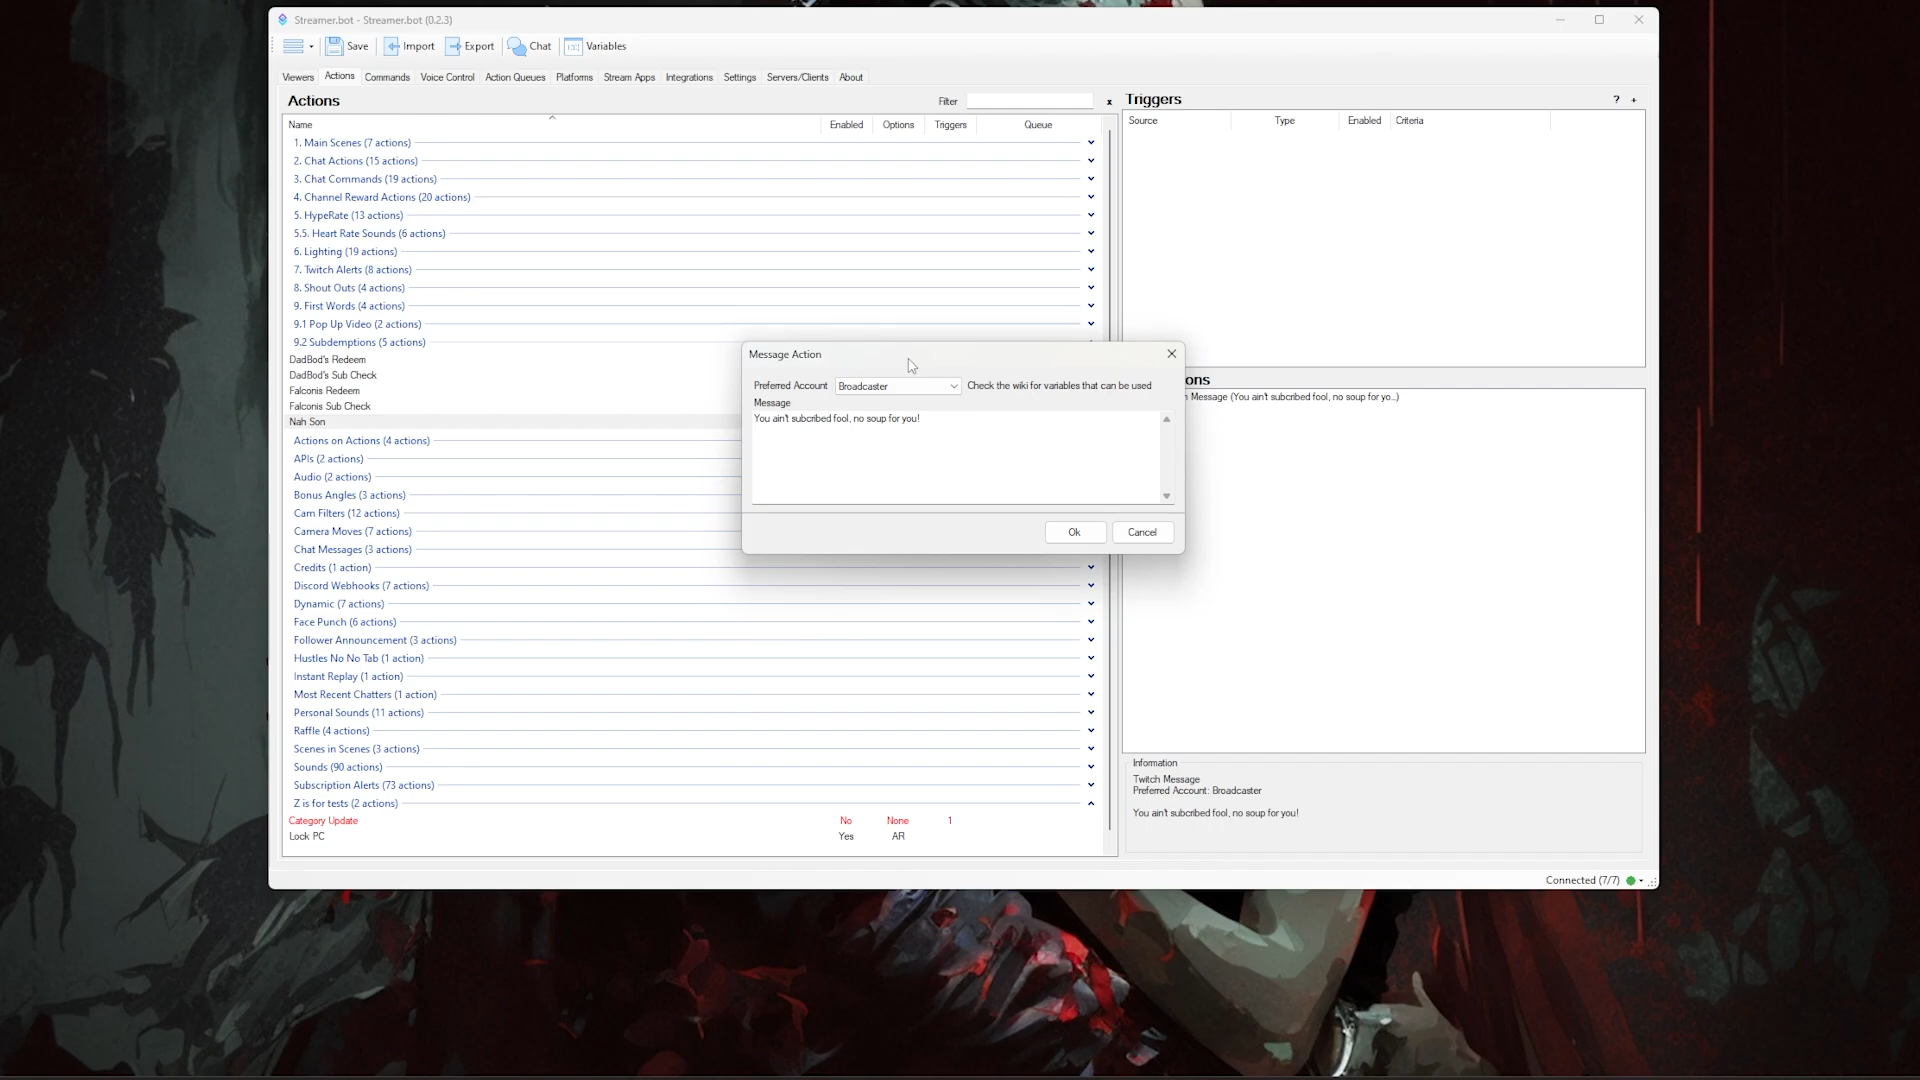 Streamer.bot - Streamer.bot (0.2.3)
Save Import Export Chat Variables
Viewers Actions Commands Voice Control Action Queues Platforms Stream Apps Integrations Settings Servers/Clients About
Actions
Filter
x
Name Enabled Options Triggers Queue
1. Main Scenes (7 actions)
2. Chat Actions (15 actions)
3. Chat Commands (19 actions)
4. Channel Reward Actions (20 actions)
5. HypeRate (13 actions)
5.5. Heart Rate Sounds (6 actions)
6. Lighting (19 actions)
7. Twitch Alerts (8 actions)
8. Shout Outs (4 actions)
9. First Words (4 actions)
9.1 Pop Up Video (2 actions)
9.2 Subdemptions (5 actions)
DadBod's Redeem
DadBod's Sub Check
Falconis Redeem
Falconis Sub Check
Nah Son
Actions on Actions (4 actions)
APIs (2 actions)
Audio (2 actions)
Bonus Angles (3 actions)
Cam Filters (12 actions)
Camera Moves (7 actions)
Chat Messages (3 actions)
Credits (1 action)
Discord Webhooks (7 actions)
Dynamic (7 actions)
Face Punch (6 actions)
Follower Announcement (3 actions)
Hustles No No Tab (1 action)
Instant Replay (1 action)
Most Recent Chatters (1 action)
Personal Sounds (11 actions)
Raffle (4 actions)
Scenes in Scenes (3 actions)
Sounds (90 actions)
Subscription Alerts (73 actions)
Z is for tests (2 actions)
Category Update No None 1
Lock PC Yes AR
Triggers
? +
Source Type Enabled Criteria
Message Action
Preferred Account Broadcaster Check the wiki for variables that can be used
Message
You ain't subcribed fool, no soup for you!
Ok Cancel
ons
Message (You ain't subcribed fool, no soup for yo...)
Information
Twitch Message
Preferred Account: Broadcaster
You ain't subcribed fool, no soup for you!
Connected (7/7)